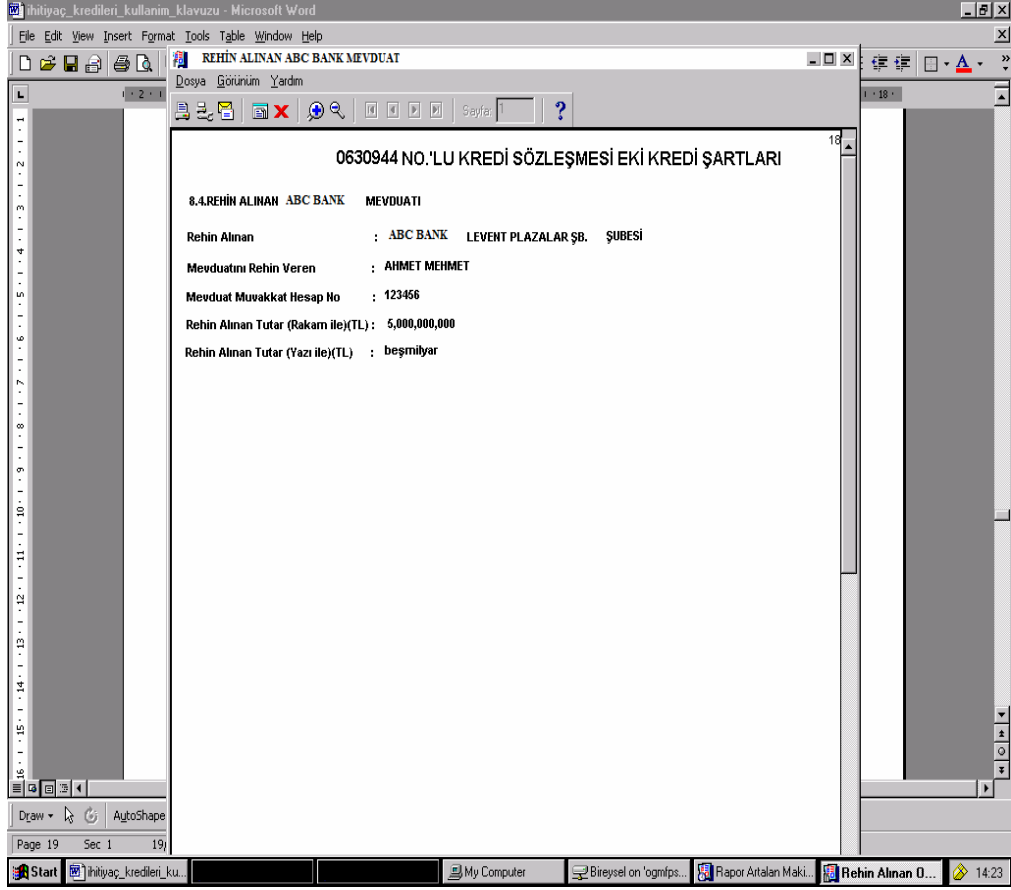 ihitiyaç_kredileri_kullanim_klavuzu - Microsoft Word
File Edit View Insert Format Tools Table Window Help
REHİN ALINAN ABC BANK MEVDUAT
Dosya Görünüm Yardım
Sayfa: 1
18
0630944 NO.'LU KREDİ SÖZLEŞMESİ EKİ KREDİ ŞARTLARI
8.4.REHİN ALINAN ABC BANK MEVDUATI
Rehin Alınan : ABC BANK LEVENT PLAZALAR ŞB. ŞUBESİ
Mevduatını Rehin Veren : AHMET MEHMET
Mevduat Muvakkat Hesap No : 123456
Rehin Alınan Tutar (Rakam ile)(TL) : 5,000,000,000
Rehin Alınan Tutar (Yazı ile)(TL) : beşmilyar
Draw AutoShape
Page 19 Sec 1 19/
Start ihitiyaç_kredileri_ku... My Computer Bireysel on 'ogmfps... Rapor Artalan Maki... Rehin Alınan O... 14:23